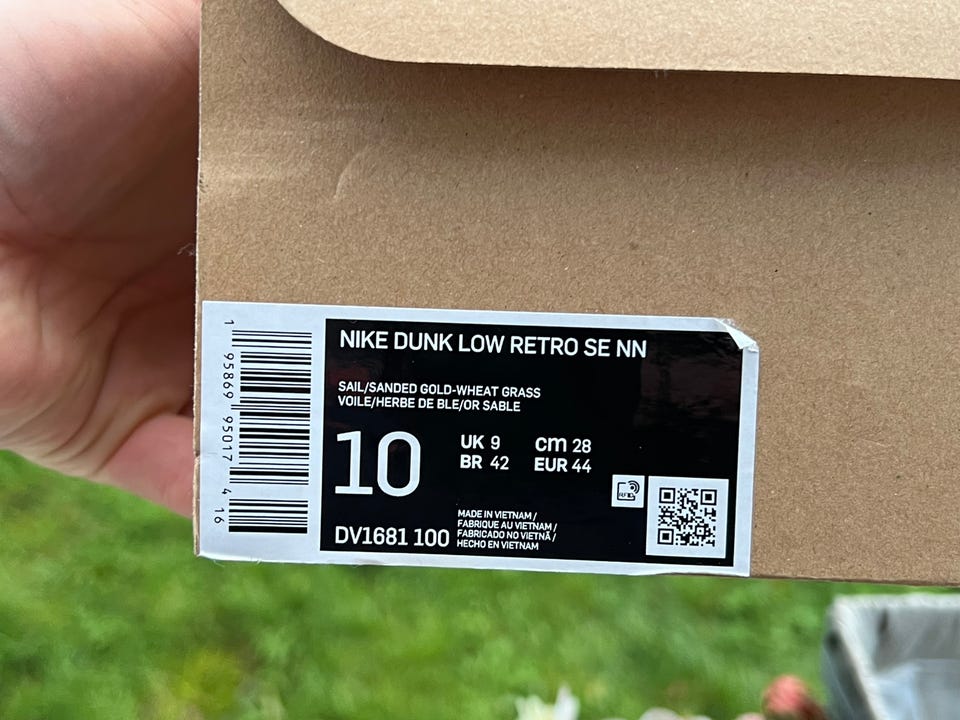 1 95869 95017 4 16
NIKE DUNK LOW RETRO SE NN
SAIL/SANDED GOLD-WHEAT GRASS
VOILE/HERBE DE BLE/OR SABLE
10
UK 9 cm 28
BR 42 EUR 44
DV1681 100
MADE IN VIETNAM /
FABRIQUE AU VIETNAM /
FABRICADO NO VIETNÃ /
HECHO EN VIETNAM